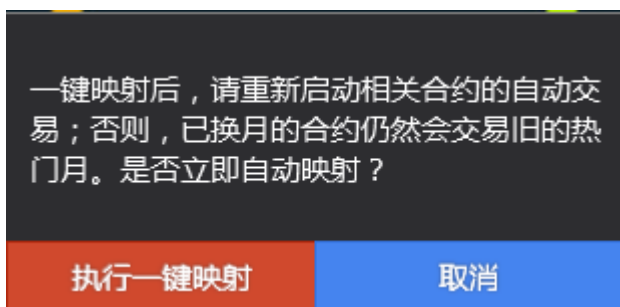 一键映射后，请重新启动相关合约的自动交
易；否则，已换月的合约仍然会交易旧的热
门月。是否立即自动映射？
执行一键映射
取消